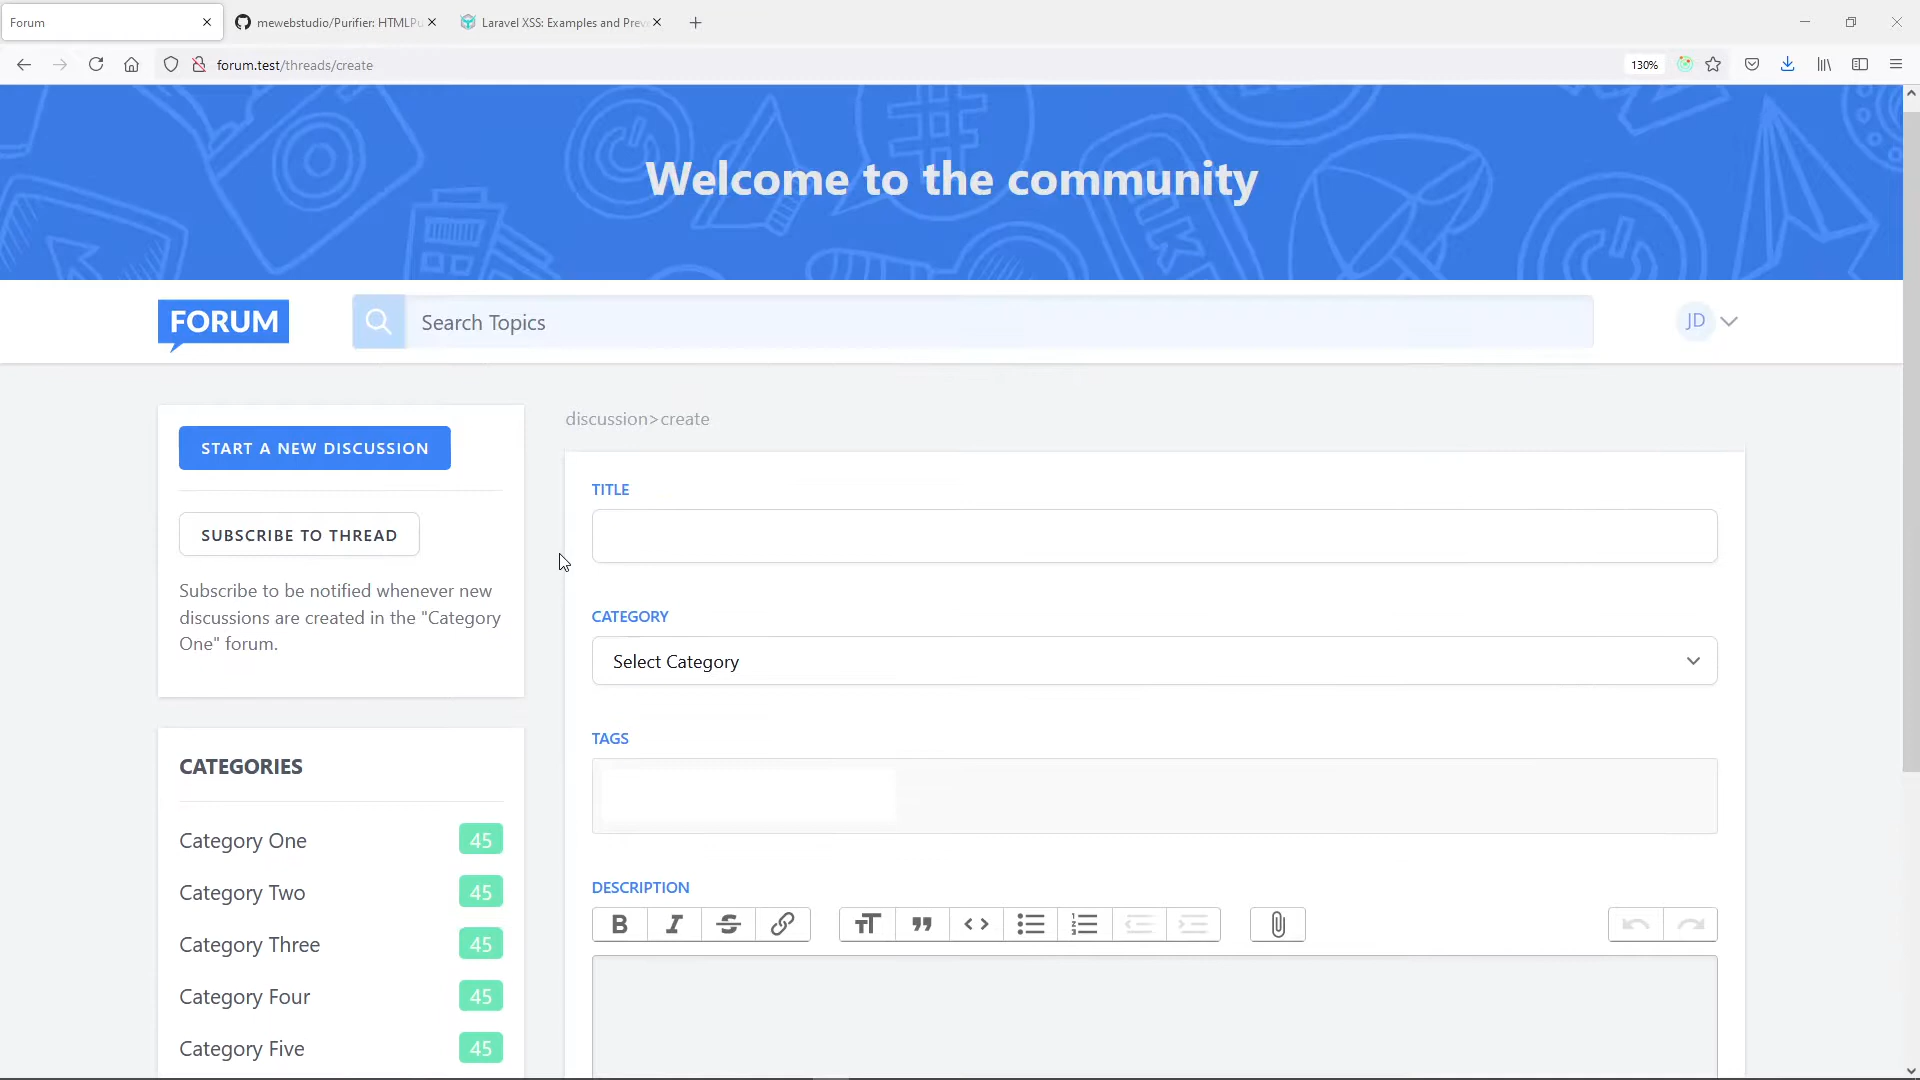 Forum
mewebstudio/Purifier: HTMLPu
Laravel XSS: Examples and Prev
forum.test/threads/create
130%
Welcome to the community
FORUM
Search Topics
JD
START A NEW DISCUSSION
SUBSCRIBE TO THREAD
Subscribe to be notified whenever new
discussions are created in the "Category
One" forum.
CATEGORIES
Category One 45
Category Two 45
Category Three 45
Category Four 45
Category Five 45
discussion>create
TITLE
CATEGORY
Select Category
TAGS
DESCRIPTION